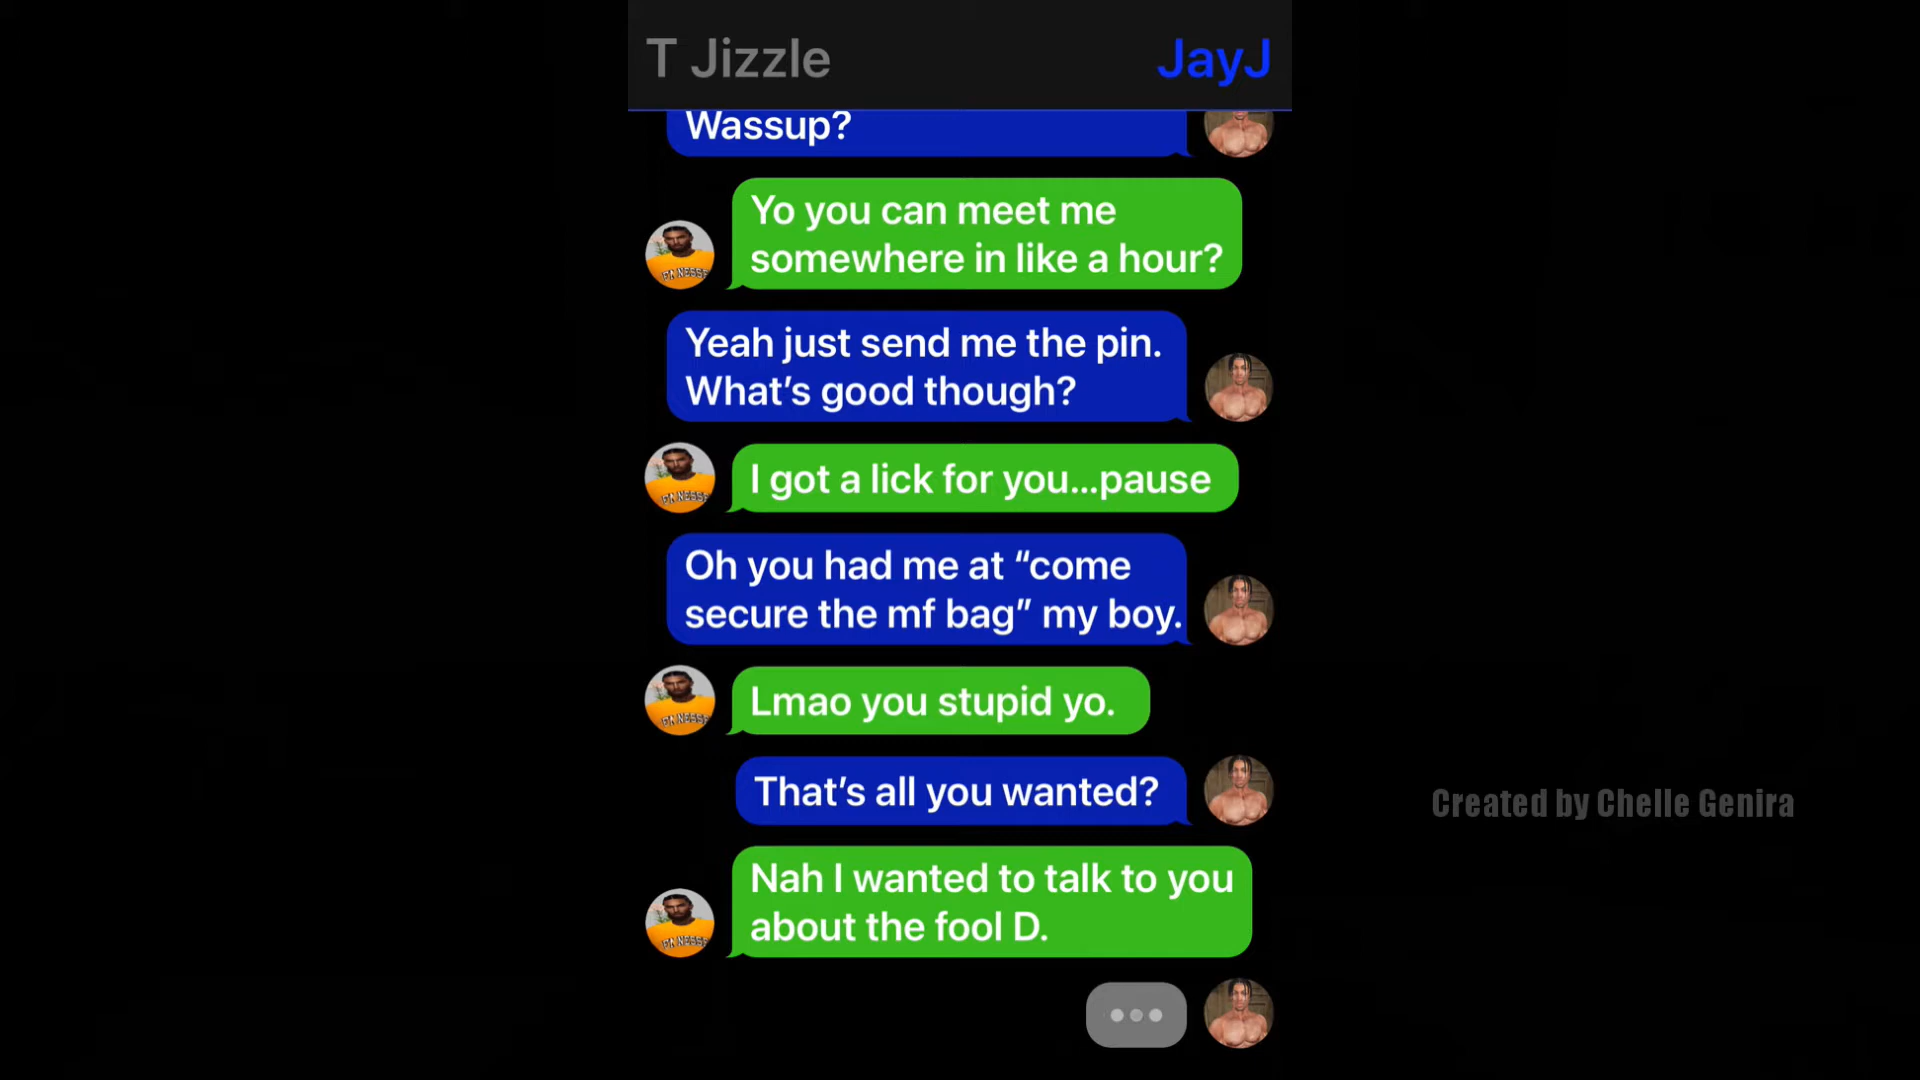 T Jizzle
JayJ
Wassup?
Yo you can meet me
somewhere in like a hour?
Yeah just send me the pin.
What's good though?
I got a lick for you...pause
Oh you had me at “come
secure the mf bag” my boy.
Lmao you stupid yo.
That's all you wanted?
Nah I wanted to talk to you
about the fool D.
Created by Chelle Genira